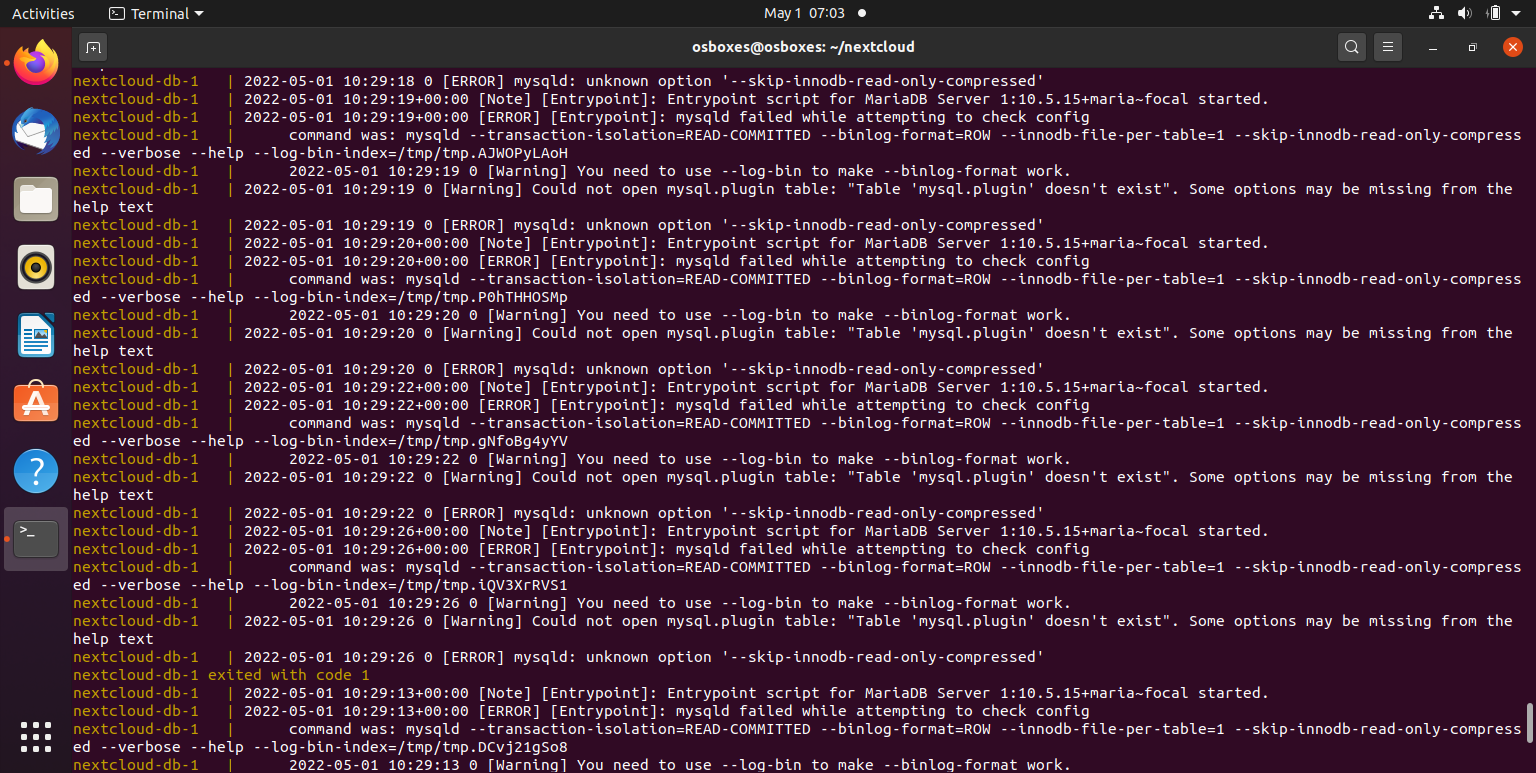 Activities
Terminal
May 1 07:03
osboxes@osboxes: ~/nextcloud
nextcloud-db-1 | 2022-05-01 10:29:18 0 [ERROR] mysqld: unknown option '--skip-innodb-read-only-compressed'
nextcloud-db-1 | 2022-05-01 10:29:19+00:00 [Note] [Entrypoint]: Entrypoint script for MariaDB Server 1:10.5.15+maria~focal started.
nextcloud-db-1 | 2022-05-01 10:29:19+00:00 [ERROR] [Entrypoint]: mysqld failed while attempting to check config
nextcloud-db-1 | command was: mysqld --transaction-isolation=READ-COMMITTED --binlog-format=ROW --innodb-file-per-table=1 --skip-innodb-read-only-compress
ed --verbose --help --log-bin-index=/tmp/tmp.AJWOPyLAoH
nextcloud-db-1 | 2022-05-01 10:29:19 0 [Warning] You need to use --log-bin to make --binlog-format work.
nextcloud-db-1 | 2022-05-01 10:29:19 0 [Warning] Could not open mysql.plugin table: "Table 'mysql.plugin' doesn't exist". Some options may be missing from the
help text
nextcloud-db-1 | 2022-05-01 10:29:19 0 [ERROR] mysqld: unknown option '--skip-innodb-read-only-compressed'
nextcloud-db-1 | 2022-05-01 10:29:20+00:00 [Note] [Entrypoint]: Entrypoint script for MariaDB Server 1:10.5.15+maria~focal started.
nextcloud-db-1 | 2022-05-01 10:29:20+00:00 [ERROR] [Entrypoint]: mysqld failed while attempting to check config
nextcloud-db-1 | command was: mysqld --transaction-isolation=READ-COMMITTED --binlog-format=ROW --innodb-file-per-table=1 --skip-innodb-read-only-compress
ed --verbose --help --log-bin-index=/tmp/tmp.P0hTHHOSMp
nextcloud-db-1 | 2022-05-01 10:29:20 0 [Warning] You need to use --log-bin to make --binlog-format work.
nextcloud-db-1 | 2022-05-01 10:29:20 0 [Warning] Could not open mysql.plugin table: "Table 'mysql.plugin' doesn't exist". Some options may be missing from the
help text
nextcloud-db-1 | 2022-05-01 10:29:20 0 [ERROR] mysqld: unknown option '--skip-innodb-read-only-compressed'
nextcloud-db-1 | 2022-05-01 10:29:22+00:00 [Note] [Entrypoint]: Entrypoint script for MariaDB Server 1:10.5.15+maria~focal started.
nextcloud-db-1 | 2022-05-01 10:29:22+00:00 [ERROR] [Entrypoint]: mysqld failed while attempting to check config
nextcloud-db-1 | command was: mysqld --transaction-isolation=READ-COMMITTED --binlog-format=ROW --innodb-file-per-table=1 --skip-innodb-read-only-compress
ed --verbose --help --log-bin-index=/tmp/tmp.gNfoBg4yYV
nextcloud-db-1 | 2022-05-01 10:29:22 0 [Warning] You need to use --log-bin to make --binlog-format work.
nextcloud-db-1 | 2022-05-01 10:29:22 0 [Warning] Could not open mysql.plugin table: "Table 'mysql.plugin' doesn't exist". Some options may be missing from the
help text
nextcloud-db-1 | 2022-05-01 10:29:22 0 [ERROR] mysqld: unknown option '--skip-innodb-read-only-compressed'
nextcloud-db-1 | 2022-05-01 10:29:26+00:00 [Note] [Entrypoint]: Entrypoint script for MariaDB Server 1:10.5.15+maria~focal started.
nextcloud-db-1 | 2022-05-01 10:29:26+00:00 [ERROR] [Entrypoint]: mysqld failed while attempting to check config
nextcloud-db-1 | command was: mysqld --transaction-isolation=READ-COMMITTED --binlog-format=ROW --innodb-file-per-table=1 --skip-innodb-read-only-compress
ed --verbose --help --log-bin-index=/tmp/tmp.iQV3XrRVS1
nextcloud-db-1 | 2022-05-01 10:29:26 0 [Warning] You need to use --log-bin to make --binlog-format work.
nextcloud-db-1 | 2022-05-01 10:29:26 0 [Warning] Could not open mysql.plugin table: "Table 'mysql.plugin' doesn't exist". Some options may be missing from the
help text
nextcloud-db-1 | 2022-05-01 10:29:26 0 [ERROR] mysqld: unknown option '--skip-innodb-read-only-compressed'
nextcloud-db-1 exited with code 1
nextcloud-db-1 | 2022-05-01 10:29:13+00:00 [Note] [Entrypoint]: Entrypoint script for MariaDB Server 1:10.5.15+maria~focal started.
nextcloud-db-1 | 2022-05-01 10:29:13+00:00 [ERROR] [Entrypoint]: mysqld failed while attempting to check config
nextcloud-db-1 | command was: mysqld --transaction-isolation=READ-COMMITTED --binlog-format=ROW --innodb-file-per-table=1 --skip-innodb-read-only-compress
ed --verbose --help --log-bin-index=/tmp/tmp.DCvj21gSo8
nextcloud-db-1 | 2022-05-01 10:29:13 0 [Warning] You need to use --log-bin to make --binlog-format work.